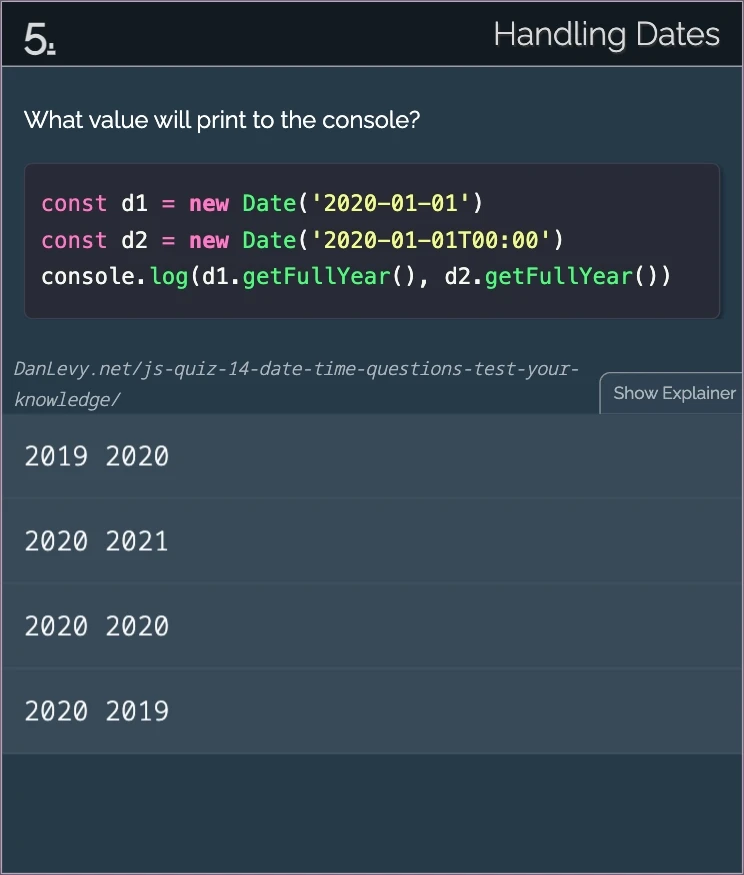 5.
Handling Dates
What value will print to the console?
const d1 = new Date('2020-01-01')
const d2 = new Date('2020-01-01T00:00')
console.log(d1.getFullYear(), d2.getFullYear())
DanLevy.net/js-quiz-14-date-time-questions-test-your-
knowledge/
Show Explainer
2019 2020
2020 2021
2020 2020
2020 2019